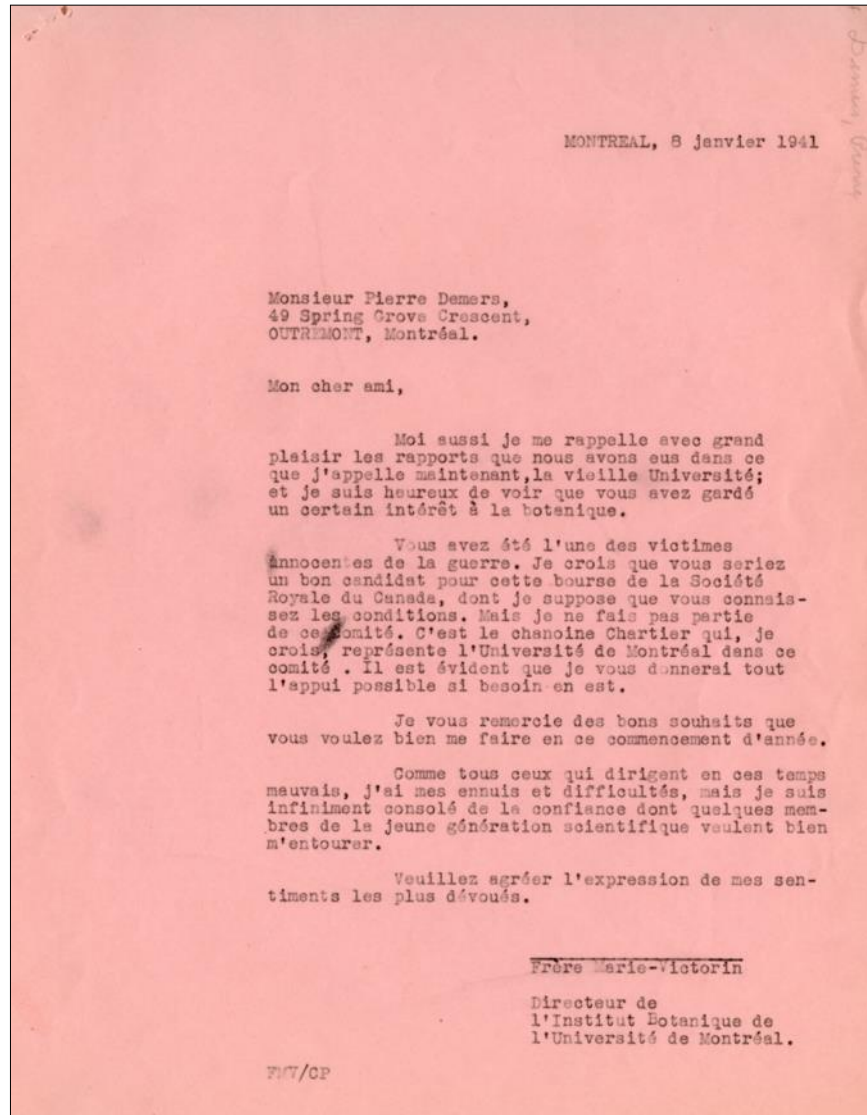 Demers, Pierre
MONTREAL, 8 janvier 1941
Monsieur Pierre Demers,
49 Spring Grove Crescent,
OUTREMONT, Montréal.
Mon cher ami,
Moi aussi je me rappelle avec grand
plaisir les rapports que nous avons eus dans ce
que j'appelle maintenant,la vieille Université;
et je suis heureux de voir que vous avez gardé
un certain intérêt à la botanique.
Vous avez été l'une des victimes
innocentes de la guerre. Je crois que vous seriez
un bon candidat pour cette bourse de la Société
Royale du Canada, dont je suppose que vous connais-
sez les conditions. Mais je ne fais pas partie
de ce comité. C'est le chanoine Chartier qui, je
crois, représente l'Université de Montréal dans ce
comité . Il est évident que je vous donnerai tout
l'appui possible si besoin en est.
Je vous remercie des bons souhaits que
vous voulez bien me faire en ce commencement d'année.
Comme tous ceux qui dirigent en ces temps
mauvais, j'ai mes ennuis et difficultés, mais je suis
infiniment consolé de la confiance dont quelques mem-
bres de la jeune génération scientifique veulent bien
m'entourer.
Veuillez agréer l'expression de mes sen-
timents les plus dévoués.
Frère Marie-Victorin
Directeur de
l'Institut Botanique de
l'Université de Montréal.
FMV/CP